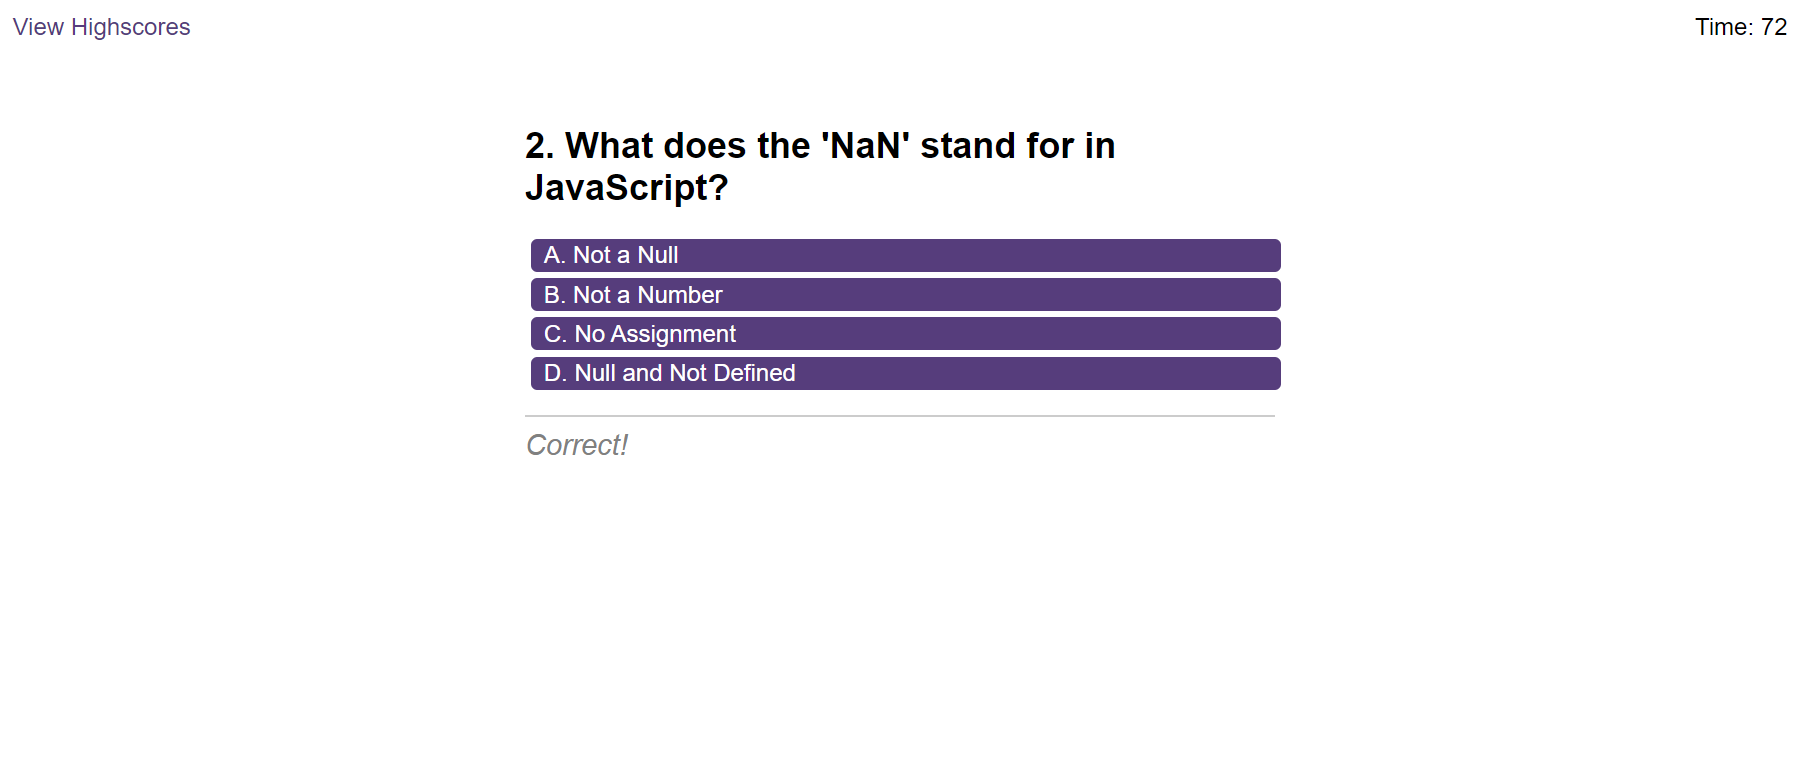 View Highscores
Time: 72
2. What does the 'NaN' stand for in
JavaScript?
A. Not a Null
B. Not a Number
C. No Assignment
D. Null and Not Defined
Correct!